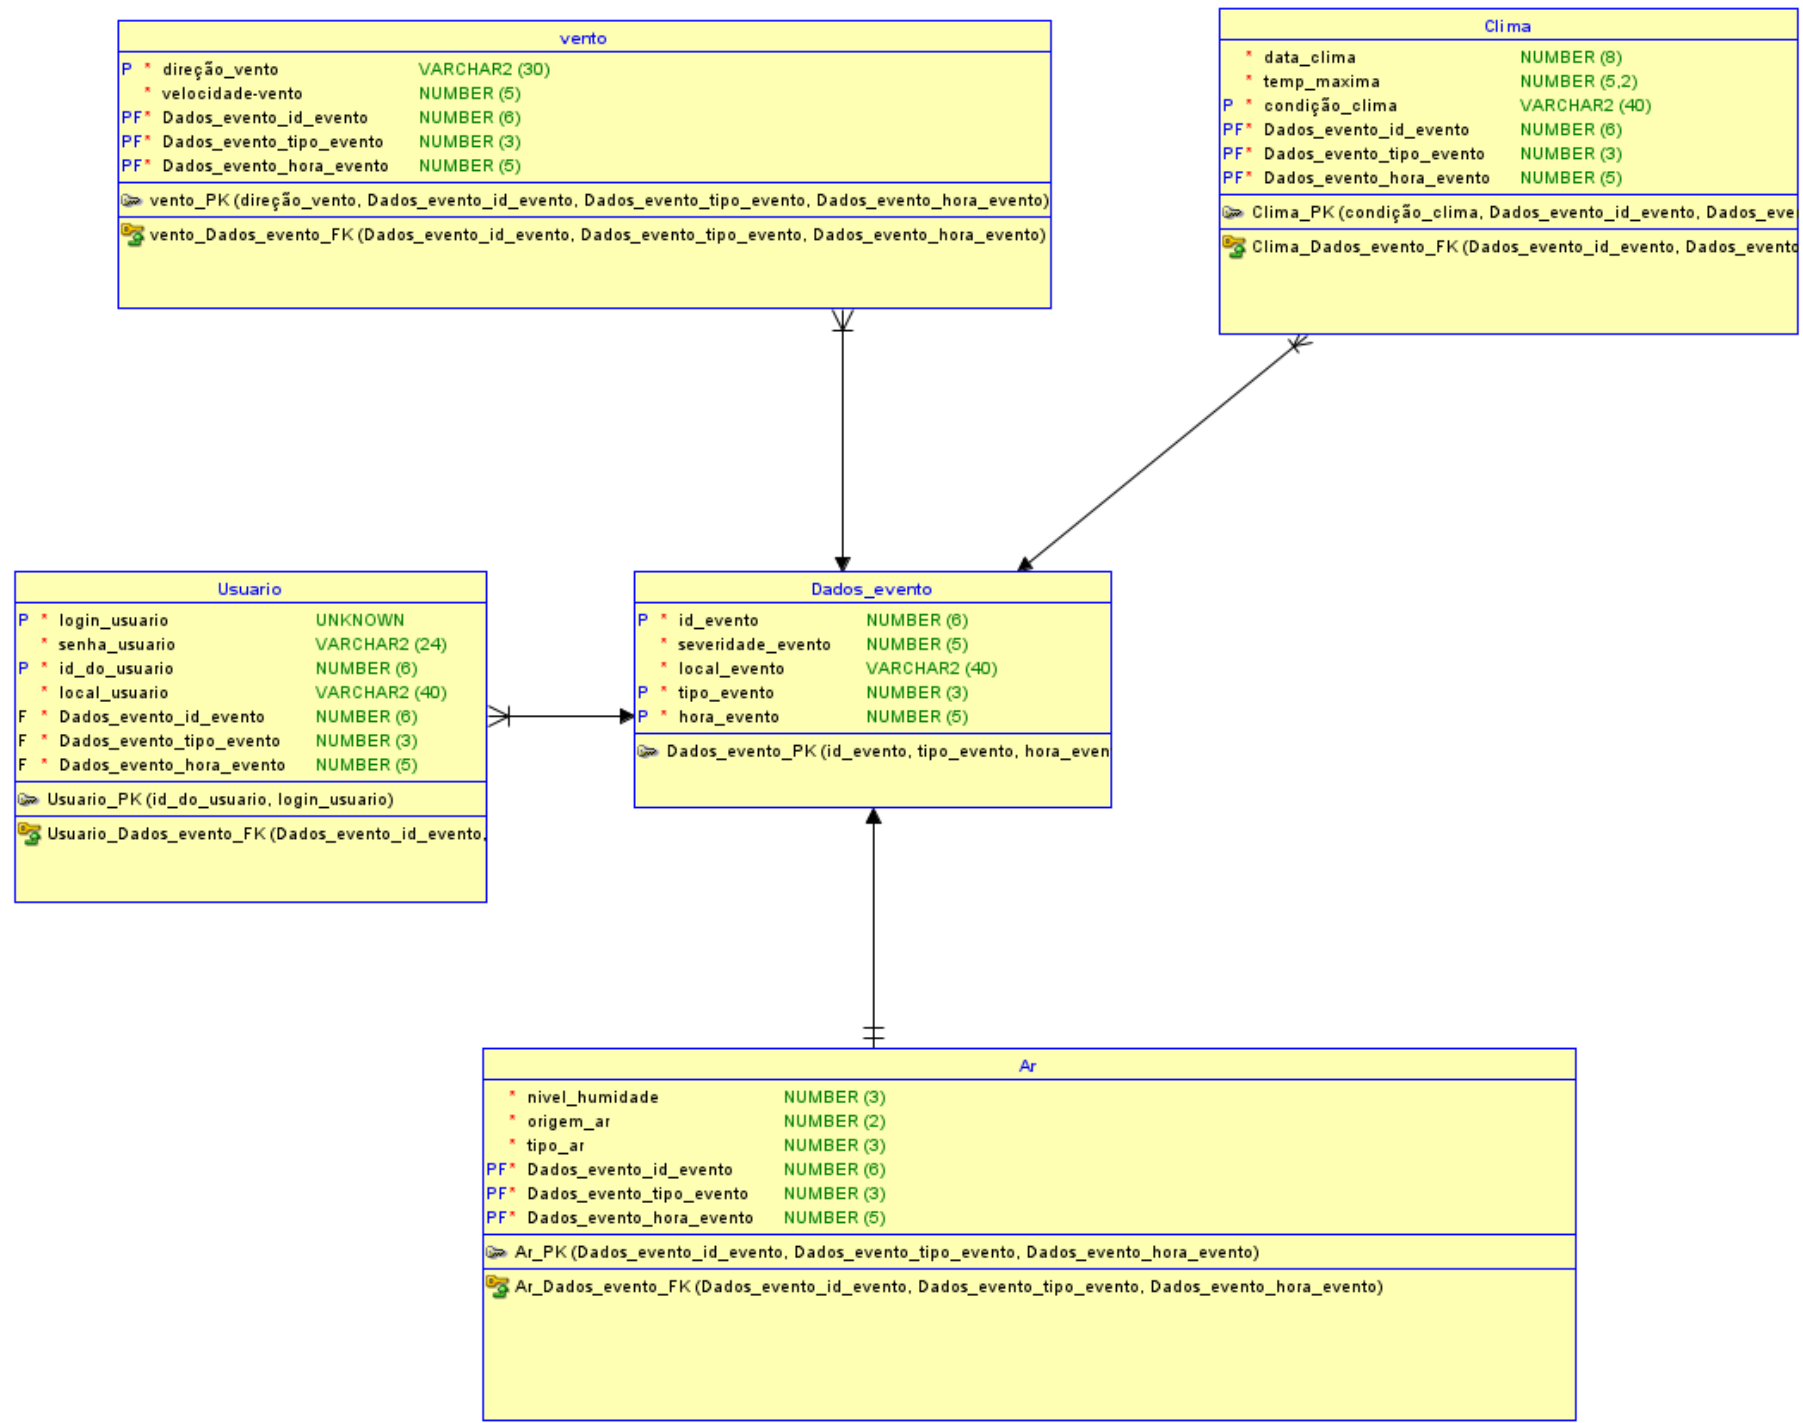 vento
P * direção_vento VARCHAR2 (30)
* velocidade-vento NUMBER (5)
PF* Dados_evento_id_evento NUMBER (6)
PF* Dados_evento_tipo_evento NUMBER (3)
PF* Dados_evento_hora_evento NUMBER (5)
vento_PK (direção_vento, Dados_evento_id_evento, Dados_evento_tipo_evento, Dados_evento_hora_evento)
vento_Dados_evento_FK (Dados_evento_id_evento, Dados_evento_tipo_evento, Dados_evento_hora_evento)
Clima
* data_clima NUMBER (8)
* temp_maxima NUMBER (5,2)
P * condição_clima VARCHAR2 (40)
PF* Dados_evento_id_evento NUMBER (6)
PF* Dados_evento_tipo_evento NUMBER (3)
PF* Dados_evento_hora_evento NUMBER (5)
Clima_PK (condição_clima, Dados_evento_id_evento, Dados_eve
Clima_Dados_evento_FK (Dados_evento_id_evento, Dados_evento
Usuario
P * login_usuario UNKNOWN
* senha_usuario VARCHAR2 (24)
P * id_do_usuario NUMBER (6)
* local_usuario VARCHAR2 (40)
F * Dados_evento_id_evento NUMBER (6)
F * Dados_evento_tipo_evento NUMBER (3)
F * Dados_evento_hora_evento NUMBER (5)
Usuario_PK (id_do_usuario, login_usuario)
Usuario_Dados_evento_FK (Dados_evento_id_evento,
Dados_evento
P * id_evento NUMBER (6)
* severidade_evento NUMBER (5)
* local_evento VARCHAR2 (40)
P * tipo_evento NUMBER (3)
P * hora_evento NUMBER (5)
Dados_evento_PK (id_evento, tipo_evento, hora_even
Ar
* nivel_humidade NUMBER (3)
* origem_ar NUMBER (2)
* tipo_ar NUMBER (3)
PF* Dados_evento_id_evento NUMBER (6)
PF* Dados_evento_tipo_evento NUMBER (3)
PF* Dados_evento_hora_evento NUMBER (5)
Ar_PK (Dados_evento_id_evento, Dados_evento_tipo_evento, Dados_evento_hora_evento)
Ar_Dados_evento_FK (Dados_evento_id_evento, Dados_evento_tipo_evento, Dados_evento_hora_evento)